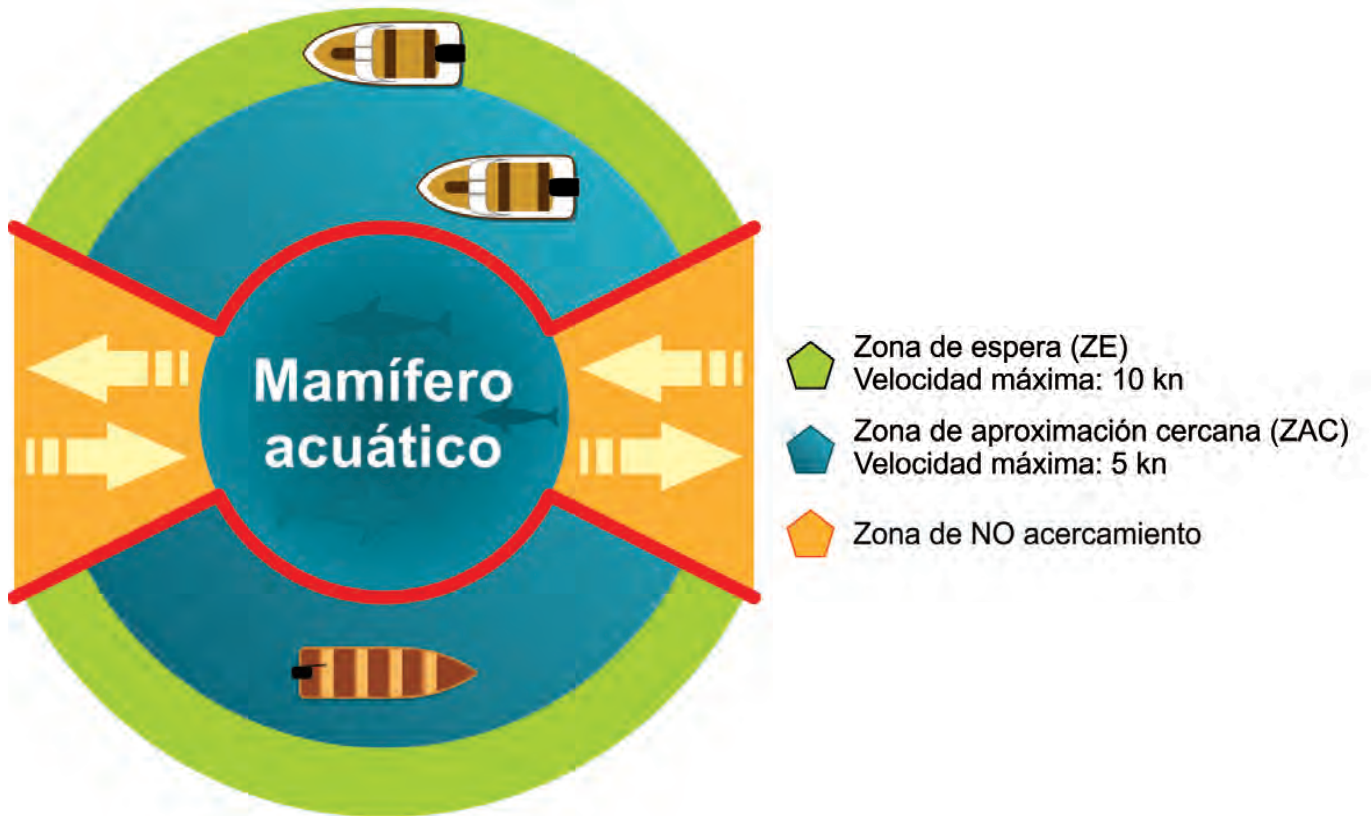 Mamífero
acuático
Zona de espera (ZE)
Velocidad máxima: 10 kn
Zona de aproximación cercana (ZAC)
Velocidad máxima: 5 kn
Zona de NO acercamiento